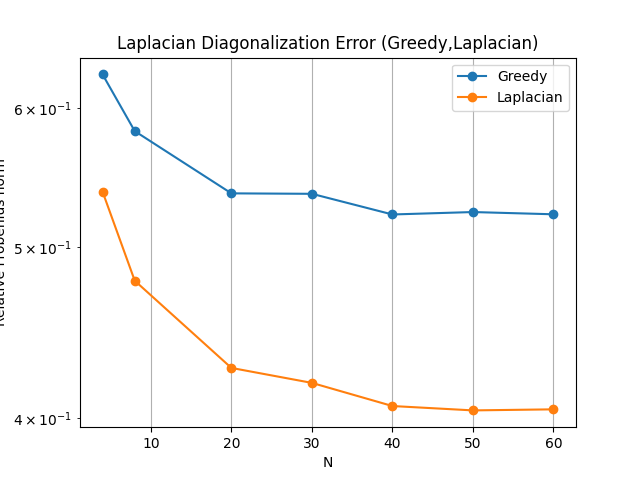 Laplacian Diagonalization Error (Greedy,Laplacian)
Greedy
Laplacian
6 × 10⁻¹
5 × 10⁻¹
4 × 10⁻¹
Relative Frobenius norm
10 20 30 40 50 60
N